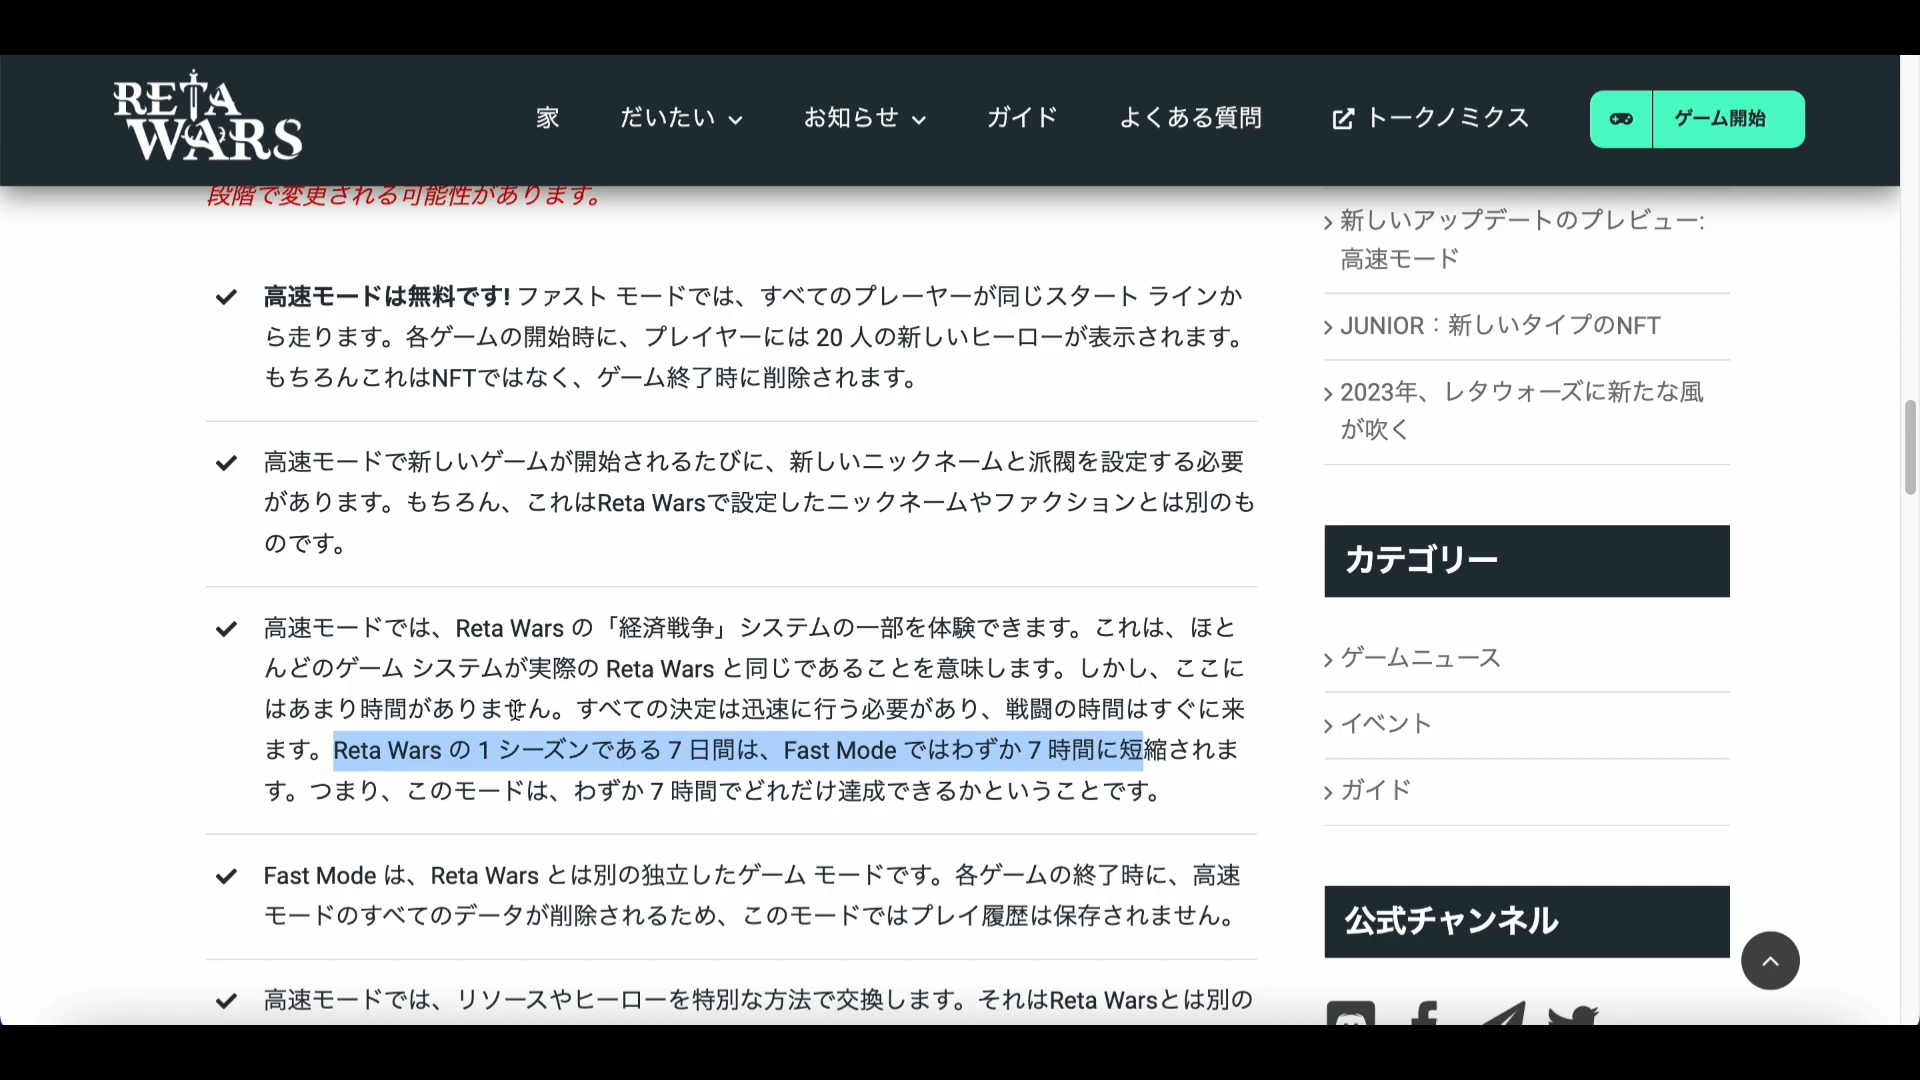 RETA
WARS
家
だいたい
お知らせ
ガイド
よくある質問
トークノミクス
ゲーム開始
段階で変更される可能性があります。
高速モードは無料です! ファスト モードでは、すべてのプレーヤーが同じスタート ラインか
ら走ります。各ゲームの開始時に、プレイヤーには 20 人の新しいヒーローが表示されます。
もちろんこれはNFTではなく、ゲーム終了時に削除されます。
高速モードで新しいゲームが開始されるたびに、新しいニックネームと派閥を設定する必要
があります。もちろん、これはReta Warsで設定したニックネームやファクションとは別のも
のです。
高速モードでは、Reta Wars の「経済戦争」システムの一部を体験できます。これは、ほと
んどのゲーム システムが実際の Reta Wars と同じであることを意味します。しかし、ここに
はあまり時間がありません。すべての決定は迅速に行う必要があり、戦闘の時間はすぐに来
ます。Reta Wars の 1 シーズンである 7 日間は、Fast Mode ではわずか 7 時間に短縮されま
す。つまり、このモードは、わずか 7 時間でどれだけ達成できるかということです。
Fast Mode は、Reta Wars とは別の独立したゲーム モードです。各ゲームの終了時に、高速
モードのすべてのデータが削除されるため、このモードではプレイ履歴は保存されません。
高速モードでは、リソースやヒーローを特別な方法で交換します。それはReta Warsとは別の
新しいアップデートのプレビュー:
高速モード
JUNIOR：新しいタイプのNFT
2023年、レタウォーズに新たな風
が吹く
カテゴリー
ゲームニュース
イベント
ガイド
公式チャンネル